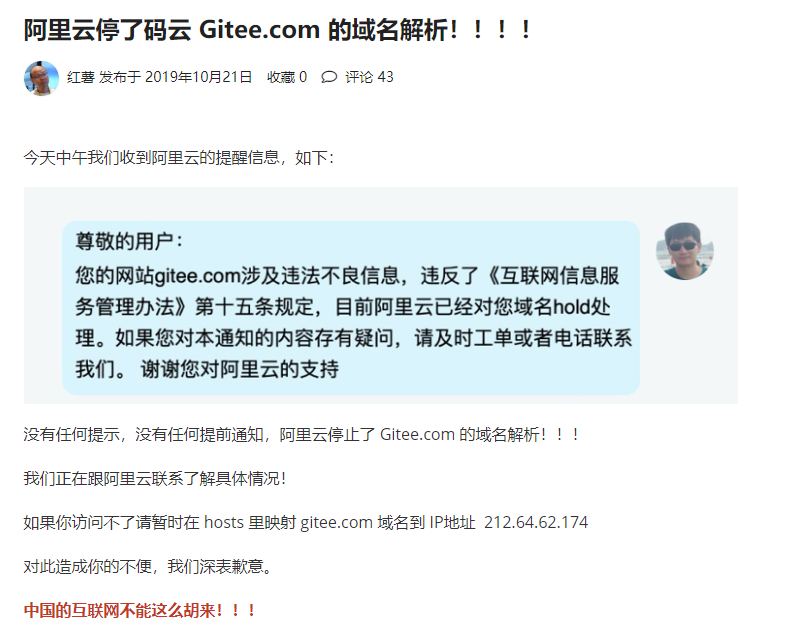 阿里云停了码云 Gitee.com 的域名解析！！！！
红薯 发布于 2019年10月21日 收藏 0 评论 43
今天中午我们收到阿里云的提醒信息，如下：
尊敬的用户：
您的网站gitee.com涉及违法不良信息，违反了《互联网信息服
务管理办法》第十五条规定，目前阿里云已经对您域名hold处
理。如果您对本通知的内容存有疑问，请及时工单或者电话联系
我们。 谢谢您对阿里云的支持
没有任何提示，没有任何提前通知，阿里云停止了 Gitee.com 的域名解析！！！
我们正在跟阿里云联系了解具体情况！
如果你访问不了请暂时在 hosts 里映射 gitee.com 域名到 IP地址 212.64.62.174
对此造成你的不便，我们深表歉意。
中国的互联网不能这么胡来！！！